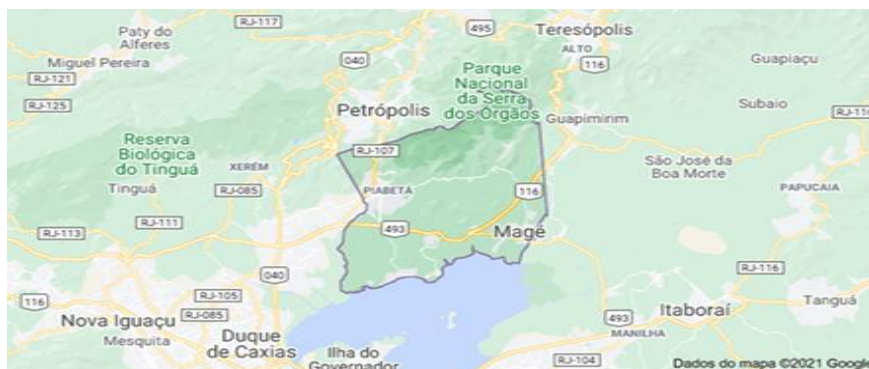 RJ-117
Paty do
Alferes
Miguel Pereira
RJ-121
RJ-125
040
495
Teresópolis
ALTO
116
Guapiaçu
Parque
Nacional
da Serra
dos Órgãos
Petrópolis
Guapimirim
Subaio
RJ-116
Reserva
Biológica
do Tinguá
Tinguá
XERÉM
RJ-107
RJ-085
PIABETÁ
116
São José da
Boa Morte
PAPUCAIA
RJ-111
RJ-113
493
Magé
040
116
RJ-105
RJ-085
Nova Iguaçu
Mesquita
Duque
de Caxias
Ilha do
Governador
RJ-116
Itaboraí
Tanguá
493
MANILHA
RJ-104
Dados do mapa ©2021 Google